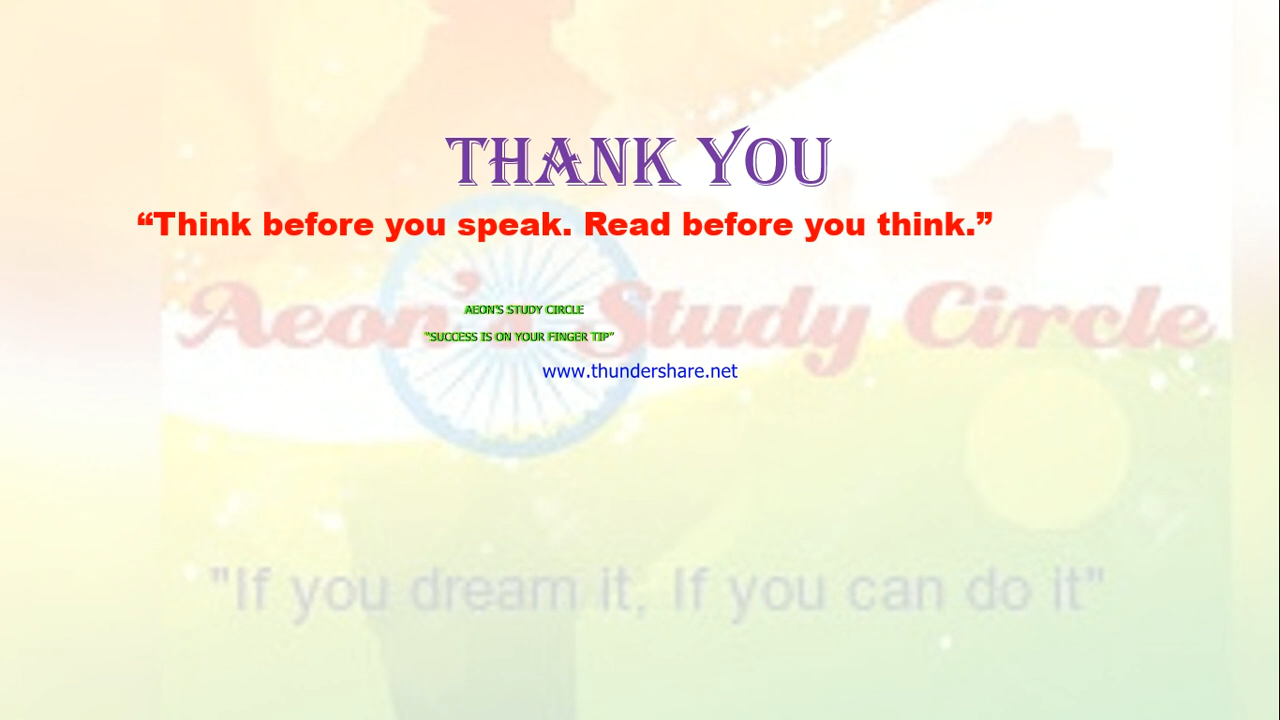 THANK YOU
“Think before you speak. Read before you think.”
Aeon's Study Circle
AEON'S STUDY CIRCLE
"SUCCESS IS ON YOUR FINGER TIP"
www.thundershare.net
"If you dream it, If you can do it"